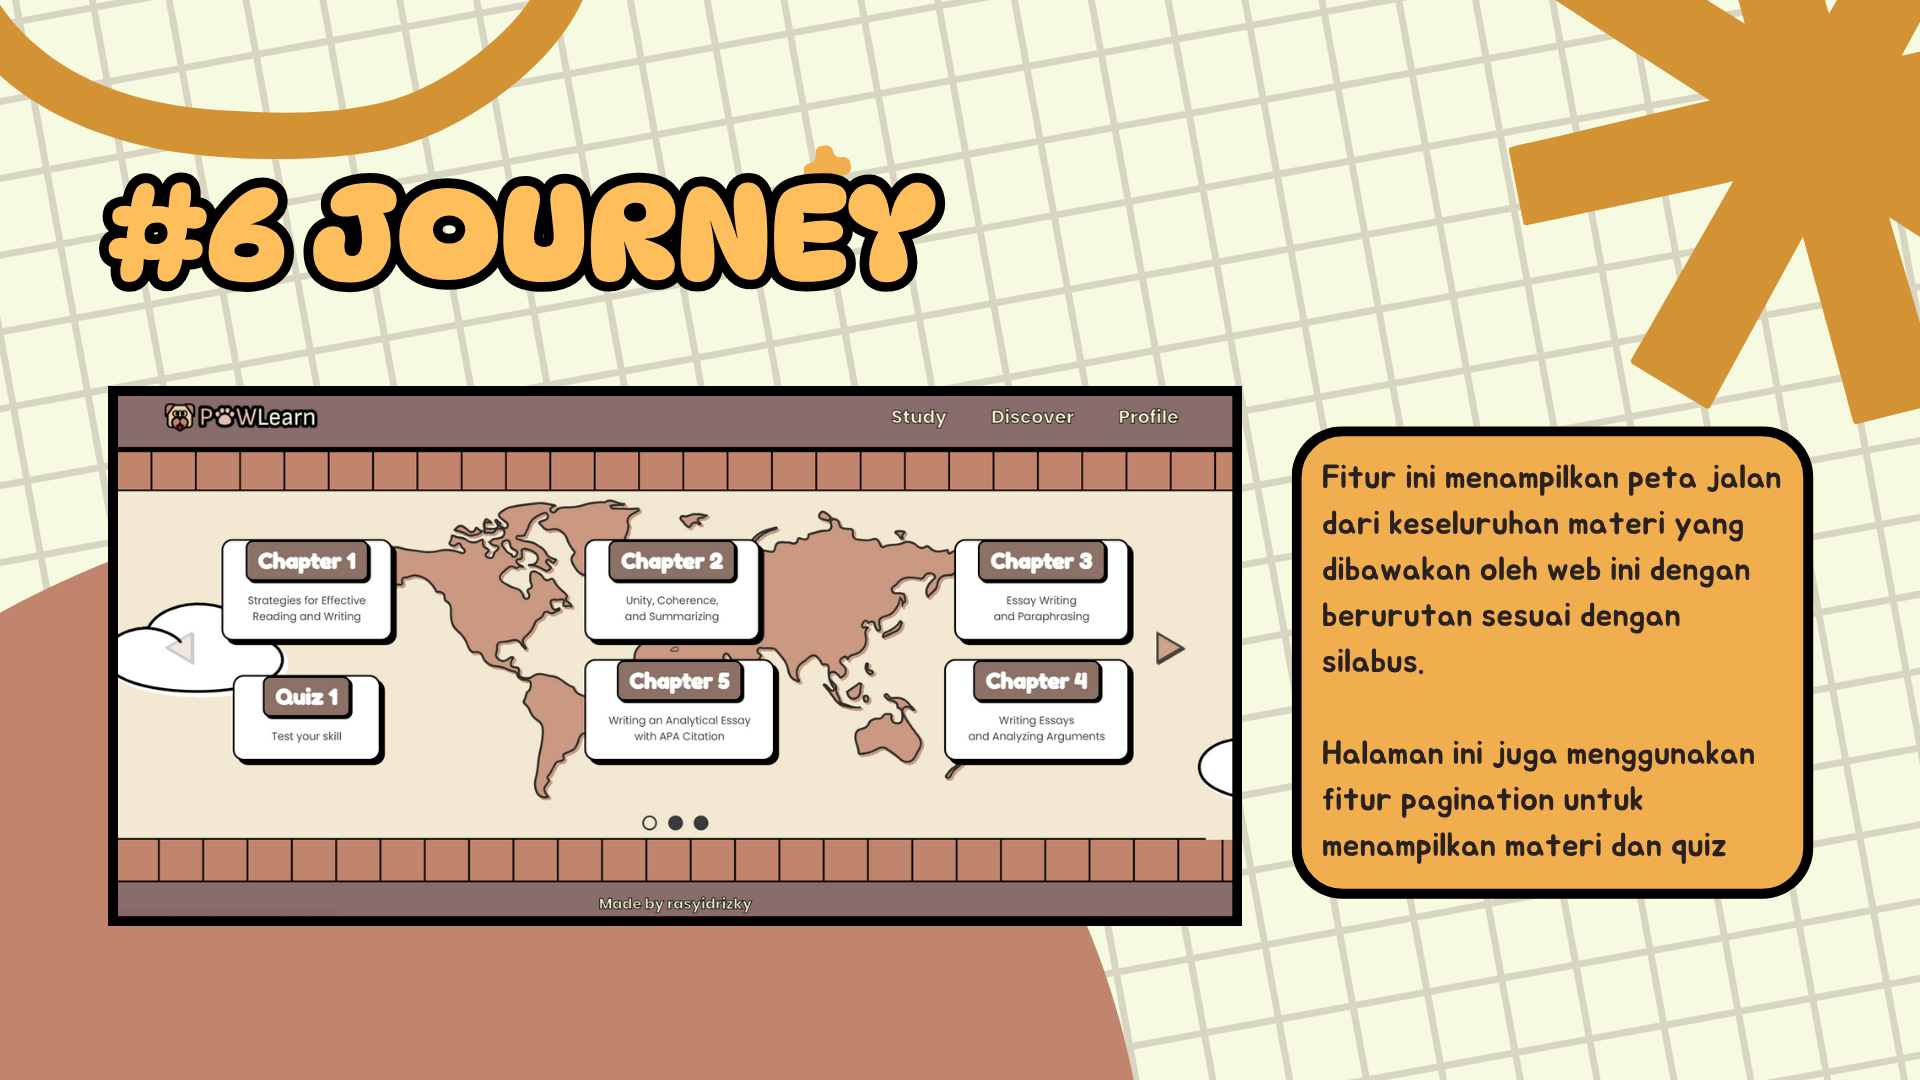 #6 JOURNEY
PAWLearn
Study Discover Profile
Chapter 1
Strategies for Effective
Reading and Writing
Chapter 2
Unity, Coherence,
and Summarizing
Chapter 3
Essay Writing
and Paraphrasing
Quiz 1
Test your skill
Chapter 5
Writing an Analytical Essay
with APA Citation
Chapter 4
Writing Essays
and Analyzing Arguments
Made by rasyidrizky
Fitur ini menampilkan peta jalan
dari keseluruhan materi yang
dibawakan oleh web ini dengan
berurutan sesuai dengan
silabus.
Halaman ini juga menggunakan
fitur pagination untuk
menampilkan materi dan quiz